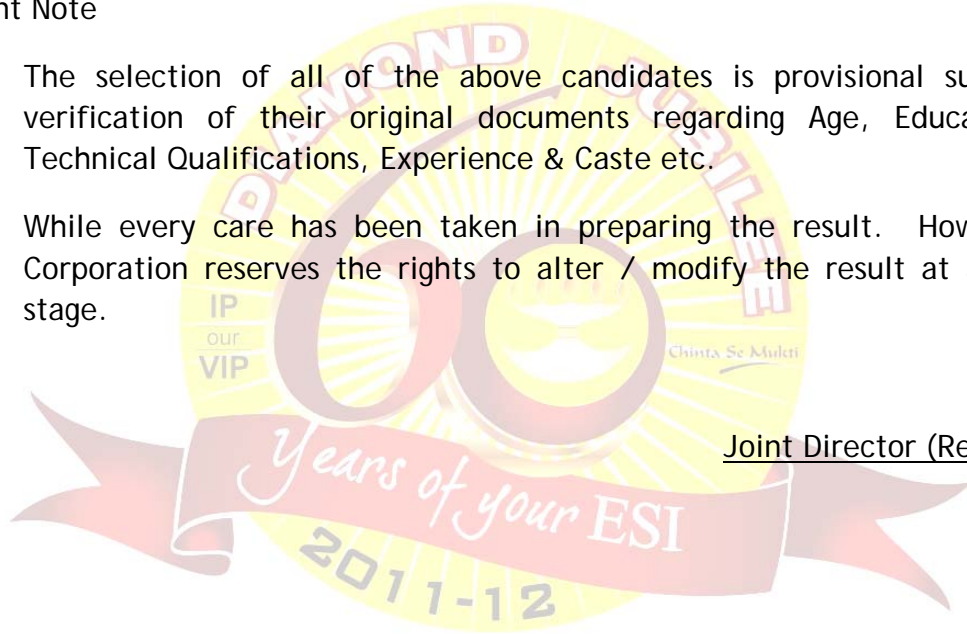 nt Note
The selection of all of the above candidates is provisional su
verification of their original documents regarding Age, Educa
Technical Qualifications, Experience & Caste etc.
While every care has been taken in preparing the result. How
Corporation reserves the rights to alter / modify the result at
stage.
Joint Director (Re
DIAMOND JUBILEE
60
IP
our
VIP
Chinta Se Mukti
Years of your ESI
2011-12